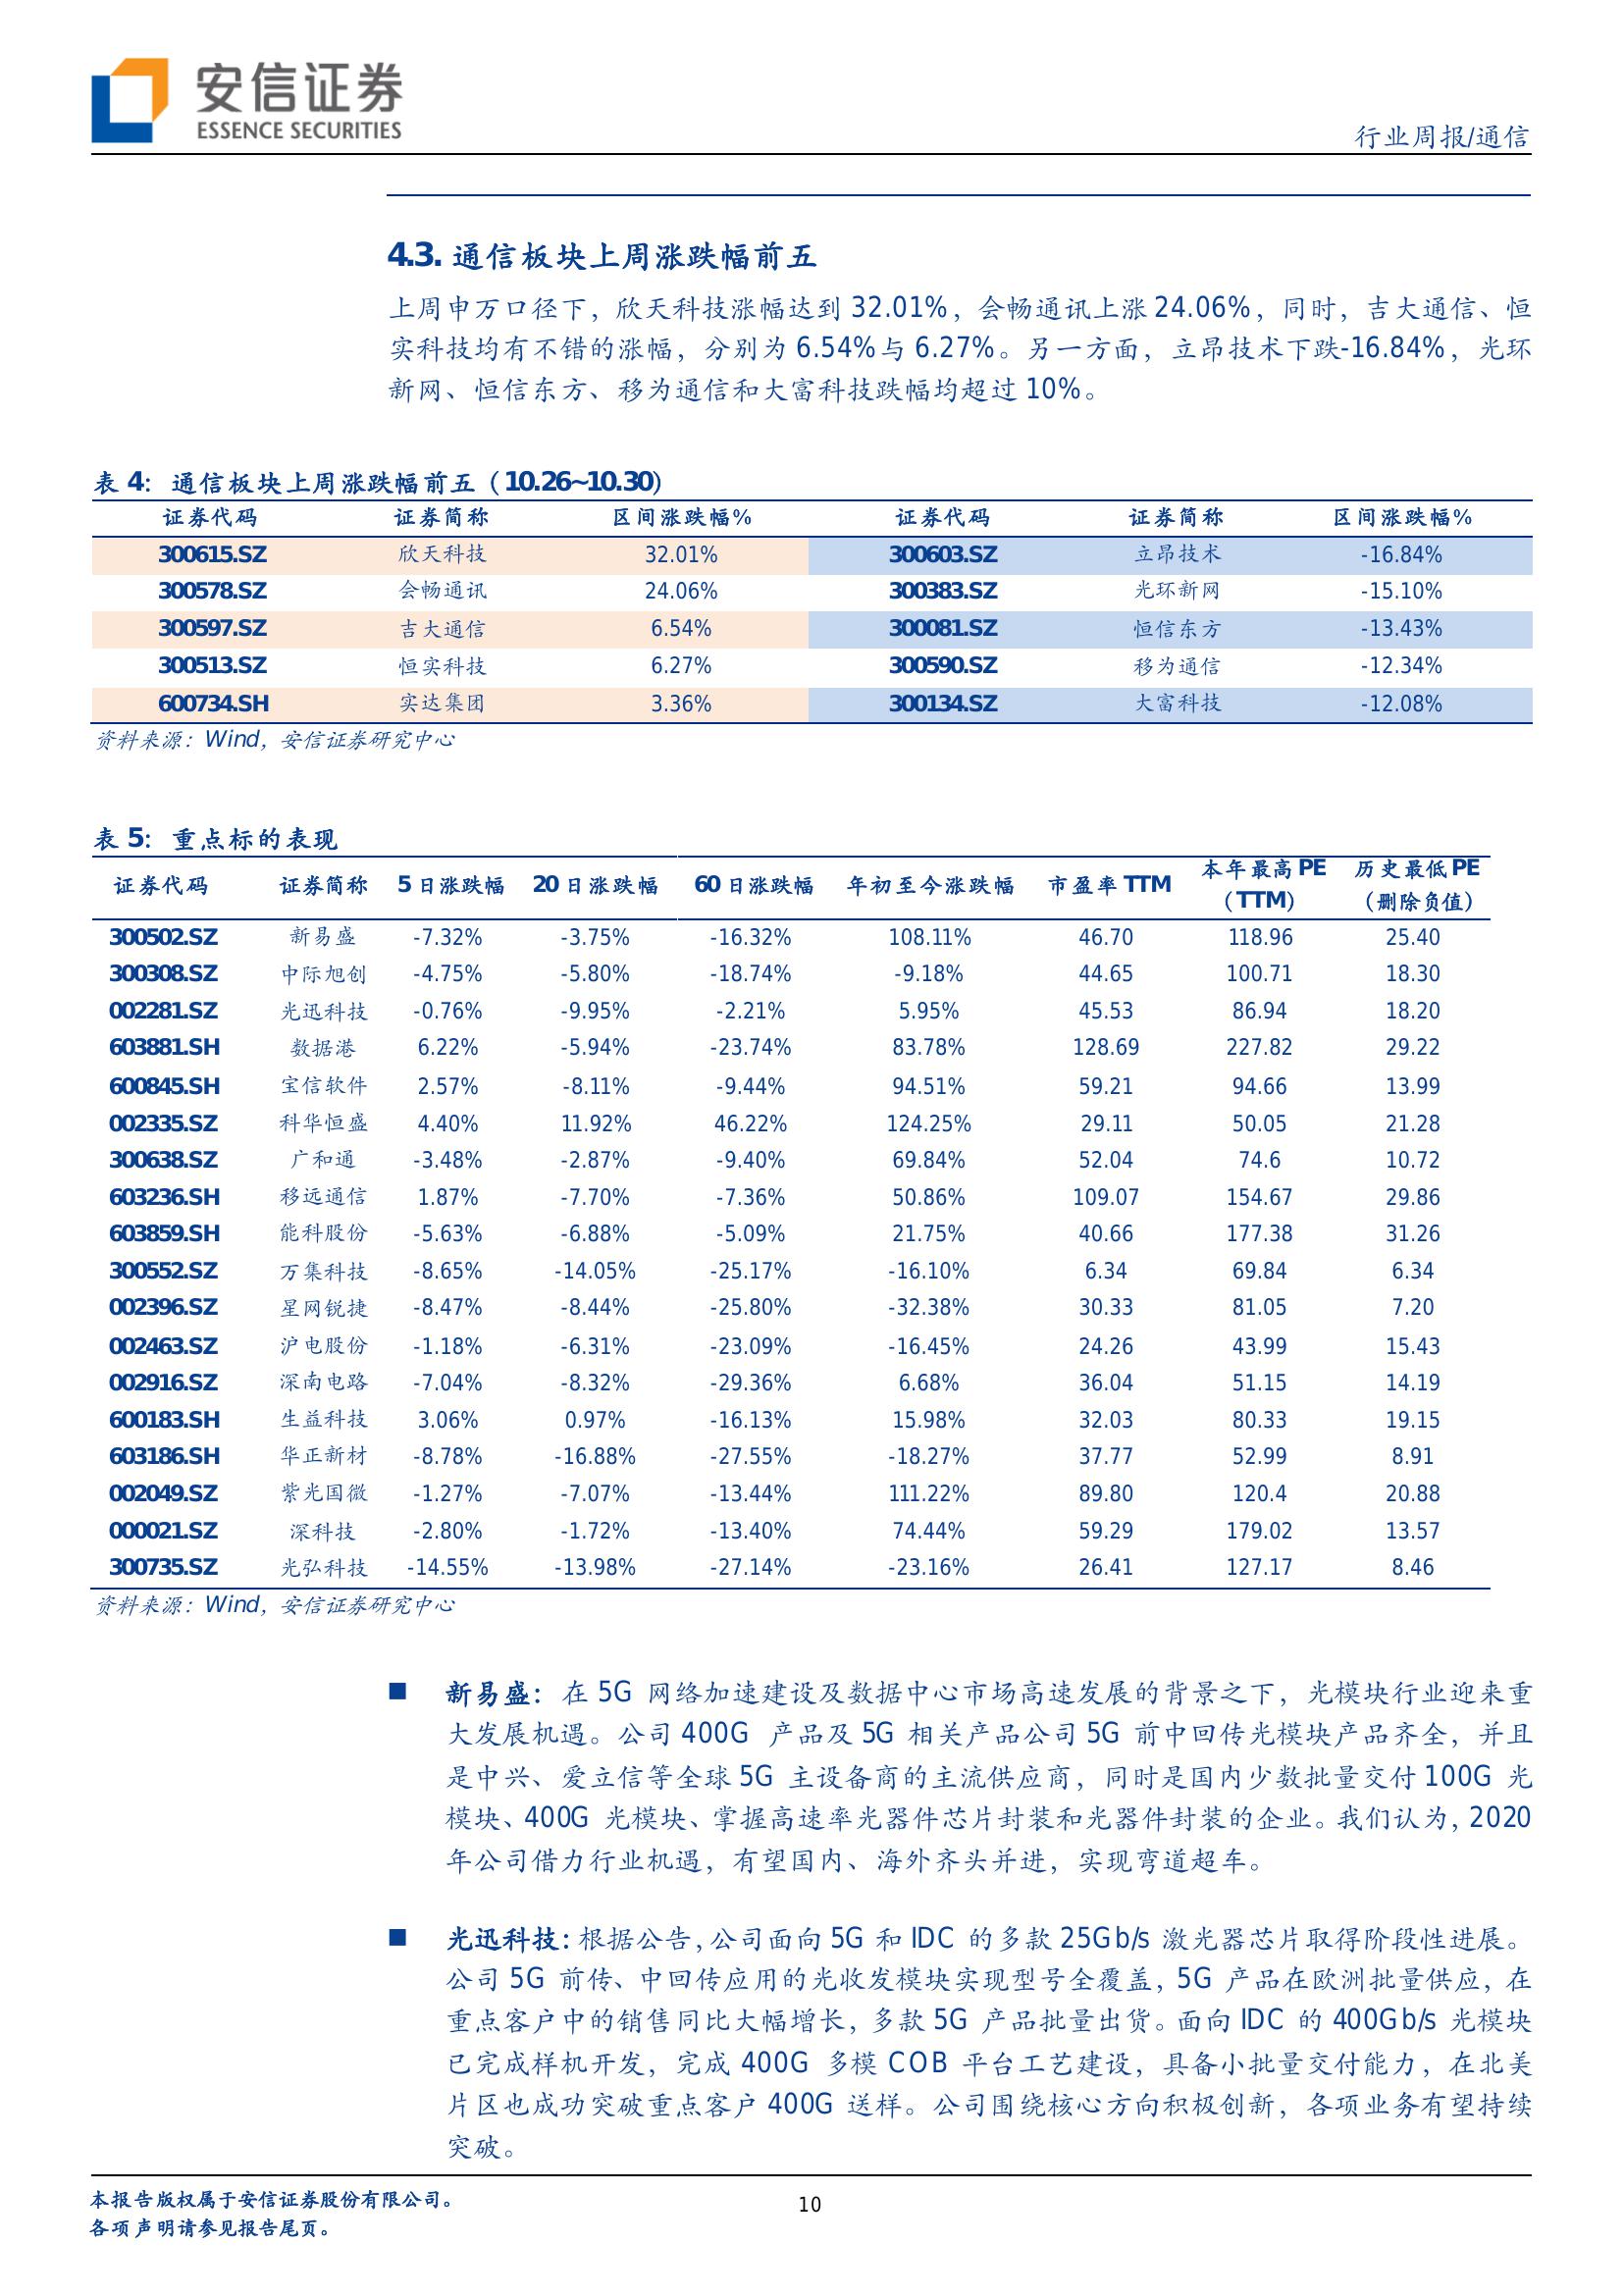 安信证券
ESSENCE SECURITIES
行业周报/通信
4.3. 通信板块上周涨跌幅前五
上周申万口径下，欣天科技涨幅达到 32.01%，会畅通讯上涨 24.06%，同时，吉大通信、恒
实科技均有不错的涨幅，分别为 6.54%与 6.27%。另一方面，立昂技术下跌-16.84%，光环
新网、恒信东方、移为通信和大富科技跌幅均超过 10%。
表 4：通信板块上周涨跌幅前五（10.26~10.30）
证券代码 证券简称 区间涨跌幅% 证券代码 证券简称 区间涨跌幅%
300615.SZ 欣天科技 32.01% 300603.SZ 立昂技术 -16.84%
300578.SZ 会畅通讯 24.06% 300383.SZ 光环新网 -15.10%
300597.SZ 吉大通信 6.54% 300081.SZ 恒信东方 -13.43%
300513.SZ 恒实科技 6.27% 300590.SZ 移为通信 -12.34%
600734.SH 实达集团 3.36% 300134.SZ 大富科技 -12.08%
资料来源：Wind，安信证券研究中心
表 5：重点标的表现
证券代码 证券简称 5 日涨跌幅 20 日涨跌幅 60 日涨跌幅 年初至今涨跌幅 市盈率 TTM 本年最高 PE（TTM） 历史最低 PE（删除负值）
300502.SZ 新易盛 -7.32% -3.75% -16.32% 108.11% 46.70 118.96 25.40
300308.SZ 中际旭创 -4.75% -5.80% -18.74% -9.18% 44.65 100.71 18.30
002281.SZ 光迅科技 -0.76% -9.95% -2.21% 5.95% 45.53 86.94 18.20
603881.SH 数据港 6.22% -5.94% -23.74% 83.78% 128.69 227.82 29.22
600845.SH 宝信软件 2.57% -8.11% -9.44% 94.51% 59.21 94.66 13.99
002335.SZ 科华恒盛 4.40% 11.92% 46.22% 124.25% 29.11 50.05 21.28
300638.SZ 广和通 -3.48% -2.87% -9.40% 69.84% 52.04 74.6 10.72
603236.SH 移远通信 1.87% -7.70% -7.36% 50.86% 109.07 154.67 29.86
603859.SH 能科股份 -5.63% -6.88% -5.09% 21.75% 40.66 177.38 31.26
300552.SZ 万集科技 -8.65% -14.05% -25.17% -16.10% 6.34 69.84 6.34
002396.SZ 星网锐捷 -8.47% -8.44% -25.80% -32.38% 30.33 81.05 7.20
002463.SZ 沪电股份 -1.18% -6.31% -23.09% -16.45% 24.26 43.99 15.43
002916.SZ 深南电路 -7.04% -8.32% -29.36% 6.68% 36.04 51.15 14.19
600183.SH 生益科技 3.06% 0.97% -16.13% 15.98% 32.03 80.33 19.15
603186.SH 华正新材 -8.78% -16.88% -27.55% -18.27% 37.77 52.99 8.91
002049.SZ 紫光国微 -1.27% -7.07% -13.44% 111.22% 89.80 120.4 20.88
000021.SZ 深科技 -2.80% -1.72% -13.40% 74.44% 59.29 179.02 13.57
300735.SZ 光弘科技 -14.55% -13.98% -27.14% -23.16% 26.41 127.17 8.46
资料来源：Wind，安信证券研究中心
■ 新易盛：在 5G 网络加速建设及数据中心市场高速发展的背景之下，光模块行业迎来重
大发展机遇。公司 400G 产品及 5G 相关产品公司 5G 前中回传光模块产品齐全，并且
是中兴、爱立信等全球 5G 主设备商的主流供应商，同时是国内少数批量交付 100G 光
模块、400G 光模块、掌握高速率光器件芯片封装和光器件封装的企业。我们认为，2020
年公司借力行业机遇，有望国内、海外齐头并进，实现弯道超车。
■ 光迅科技：根据公告，公司面向 5G 和 IDC 的多款 25Gb/s 激光器芯片取得阶段性进展。
公司 5G 前传、中回传应用的光收发模块实现型号全覆盖，5G 产品在欧洲批量供应，在
重点客户中的销售同比大幅增长，多款 5G 产品批量出货。面向 IDC 的 400Gb/s 光模块
已完成样机开发，完成 400G 多模 COB 平台工艺建设，具备小批量交付能力，在北美
片区也成功突破重点客户 400G 送样。公司围绕核心方向积极创新，各项业务有望持续
突破。
本报告版权属于安信证券股份有限公司。
各项声明请参见报告尾页。
10